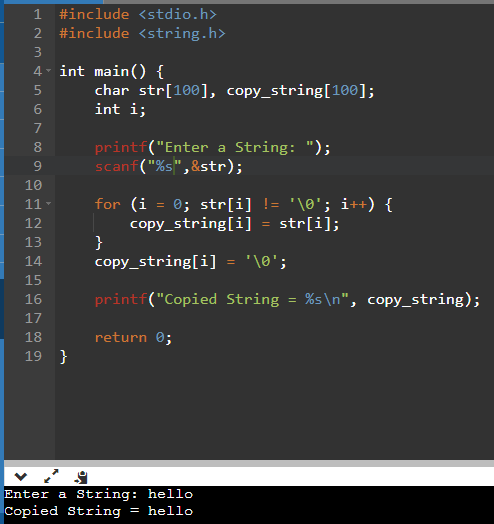 1 #include <stdio.h>
2 #include <string.h>
3
4 int main() {
5     char str[100], copy_string[100];
6     int i;
7
8     printf("Enter a String: ");
9     scanf("%s",&str);
10
11     for (i = 0; str[i] != '\0'; i++) {
12         copy_string[i] = str[i];
13     }
14     copy_string[i] = '\0';
15
16     printf("Copied String = %s\n", copy_string);
17
18     return 0;
19 }
Enter a String: hello
Copied String = hello